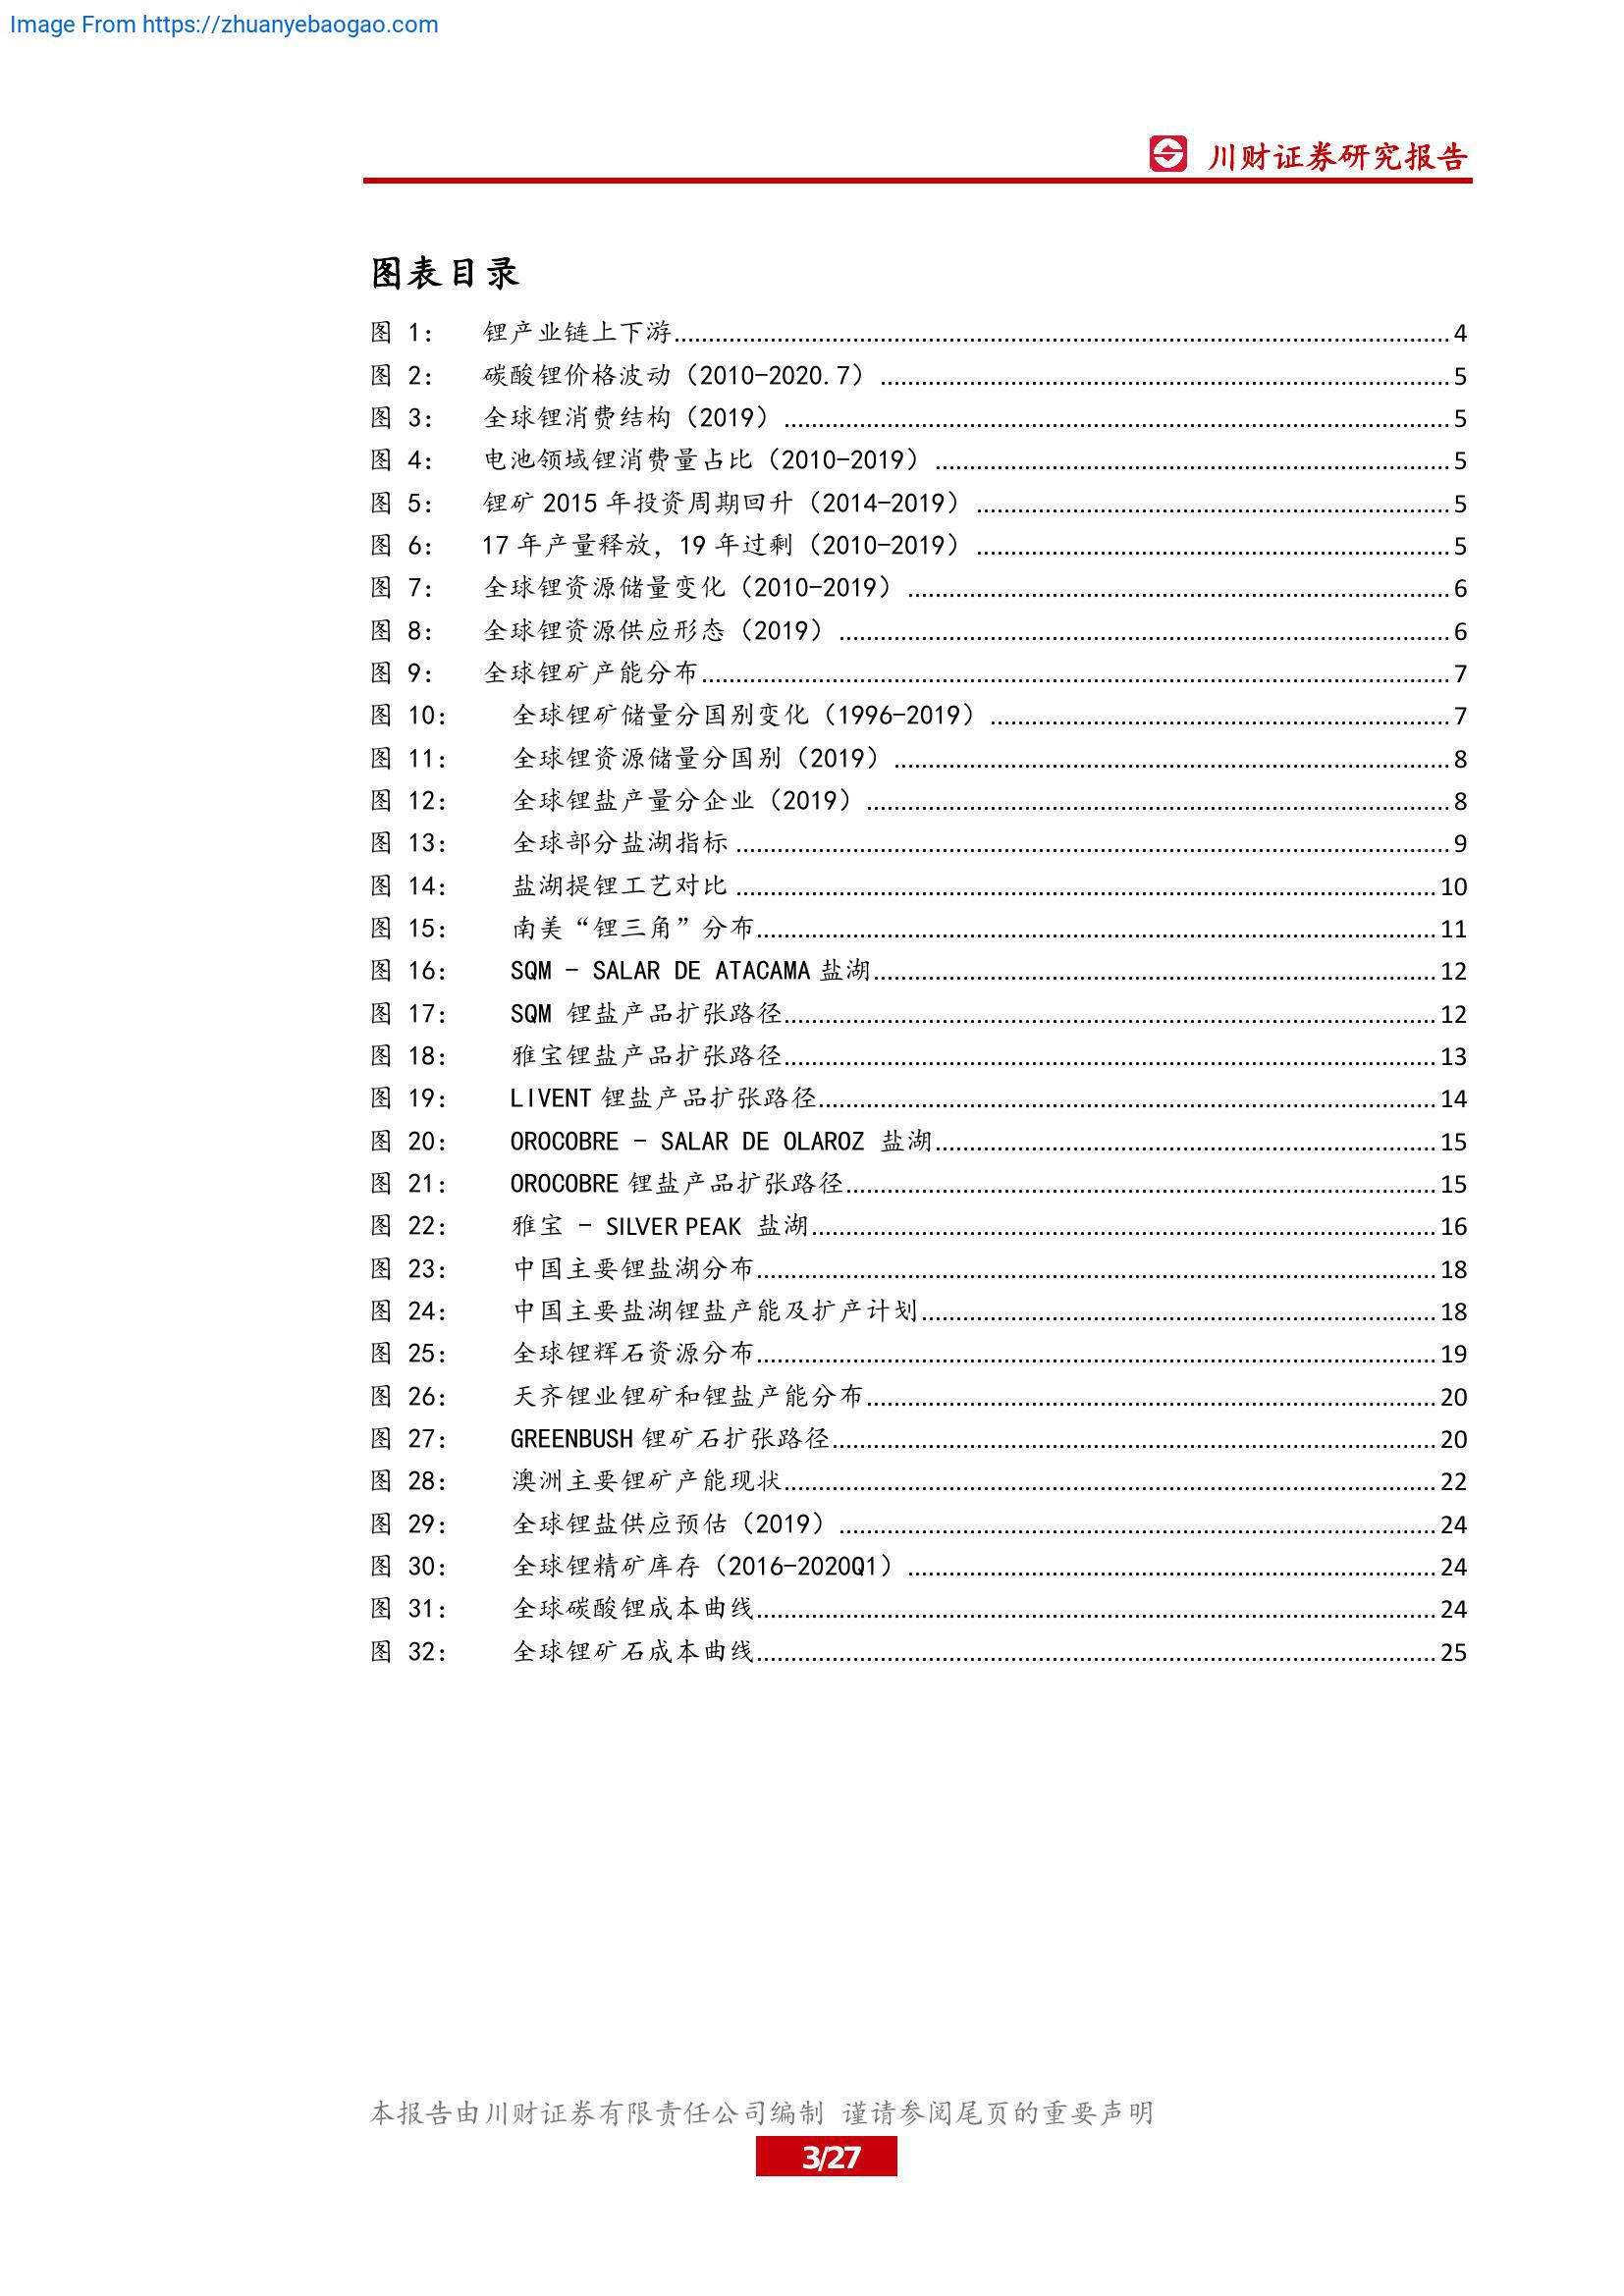 Image From https://zhuanyebaogao.com
川财证券研究报告
图表目录
图 1： 锂产业链上下游 4
图 2： 碳酸锂价格波动（2010-2020.7） 5
图 3： 全球锂消费结构（2019） 5
图 4： 电池领域锂消费量占比（2010-2019） 5
图 5： 锂矿 2015 年投资周期回升（2014-2019） 5
图 6： 17 年产量释放，19 年过剩（2010-2019） 5
图 7： 全球锂资源储量变化（2010-2019） 6
图 8： 全球锂资源供应形态（2019） 6
图 9： 全球锂矿产能分布 7
图 10： 全球锂矿储量分国别变化（1996-2019） 7
图 11： 全球锂资源储量分国别（2019） 8
图 12： 全球锂盐产量分企业（2019） 8
图 13： 全球部分盐湖指标 9
图 14： 盐湖提锂工艺对比 10
图 15： 南美“锂三角”分布 11
图 16： SQM - SALAR DE ATACAMA 盐湖 12
图 17： SQM 锂盐产品扩张路径 12
图 18： 雅宝锂盐产品扩张路径 13
图 19： LIVENT 锂盐产品扩张路径 14
图 20： OROCOBRE - SALAR DE OLAROZ 盐湖 15
图 21： OROCOBRE 锂盐产品扩张路径 15
图 22： 雅宝 - SILVER PEAK 盐湖 16
图 23： 中国主要锂盐湖分布 18
图 24： 中国主要盐湖锂盐产能及扩产计划 18
图 25： 全球锂辉石资源分布 19
图 26： 天齐锂业锂矿和锂盐产能分布 20
图 27： GREENBUSH 锂矿石扩张路径 20
图 28： 澳洲主要锂矿产能现状 22
图 29： 全球锂盐供应预估（2019） 24
图 30： 全球锂精矿库存（2016-2020Q1） 24
图 31： 全球碳酸锂成本曲线 24
图 32： 全球锂矿石成本曲线 25
本报告由川财证券有限责任公司编制 谨请参阅尾页的重要声明
3/27